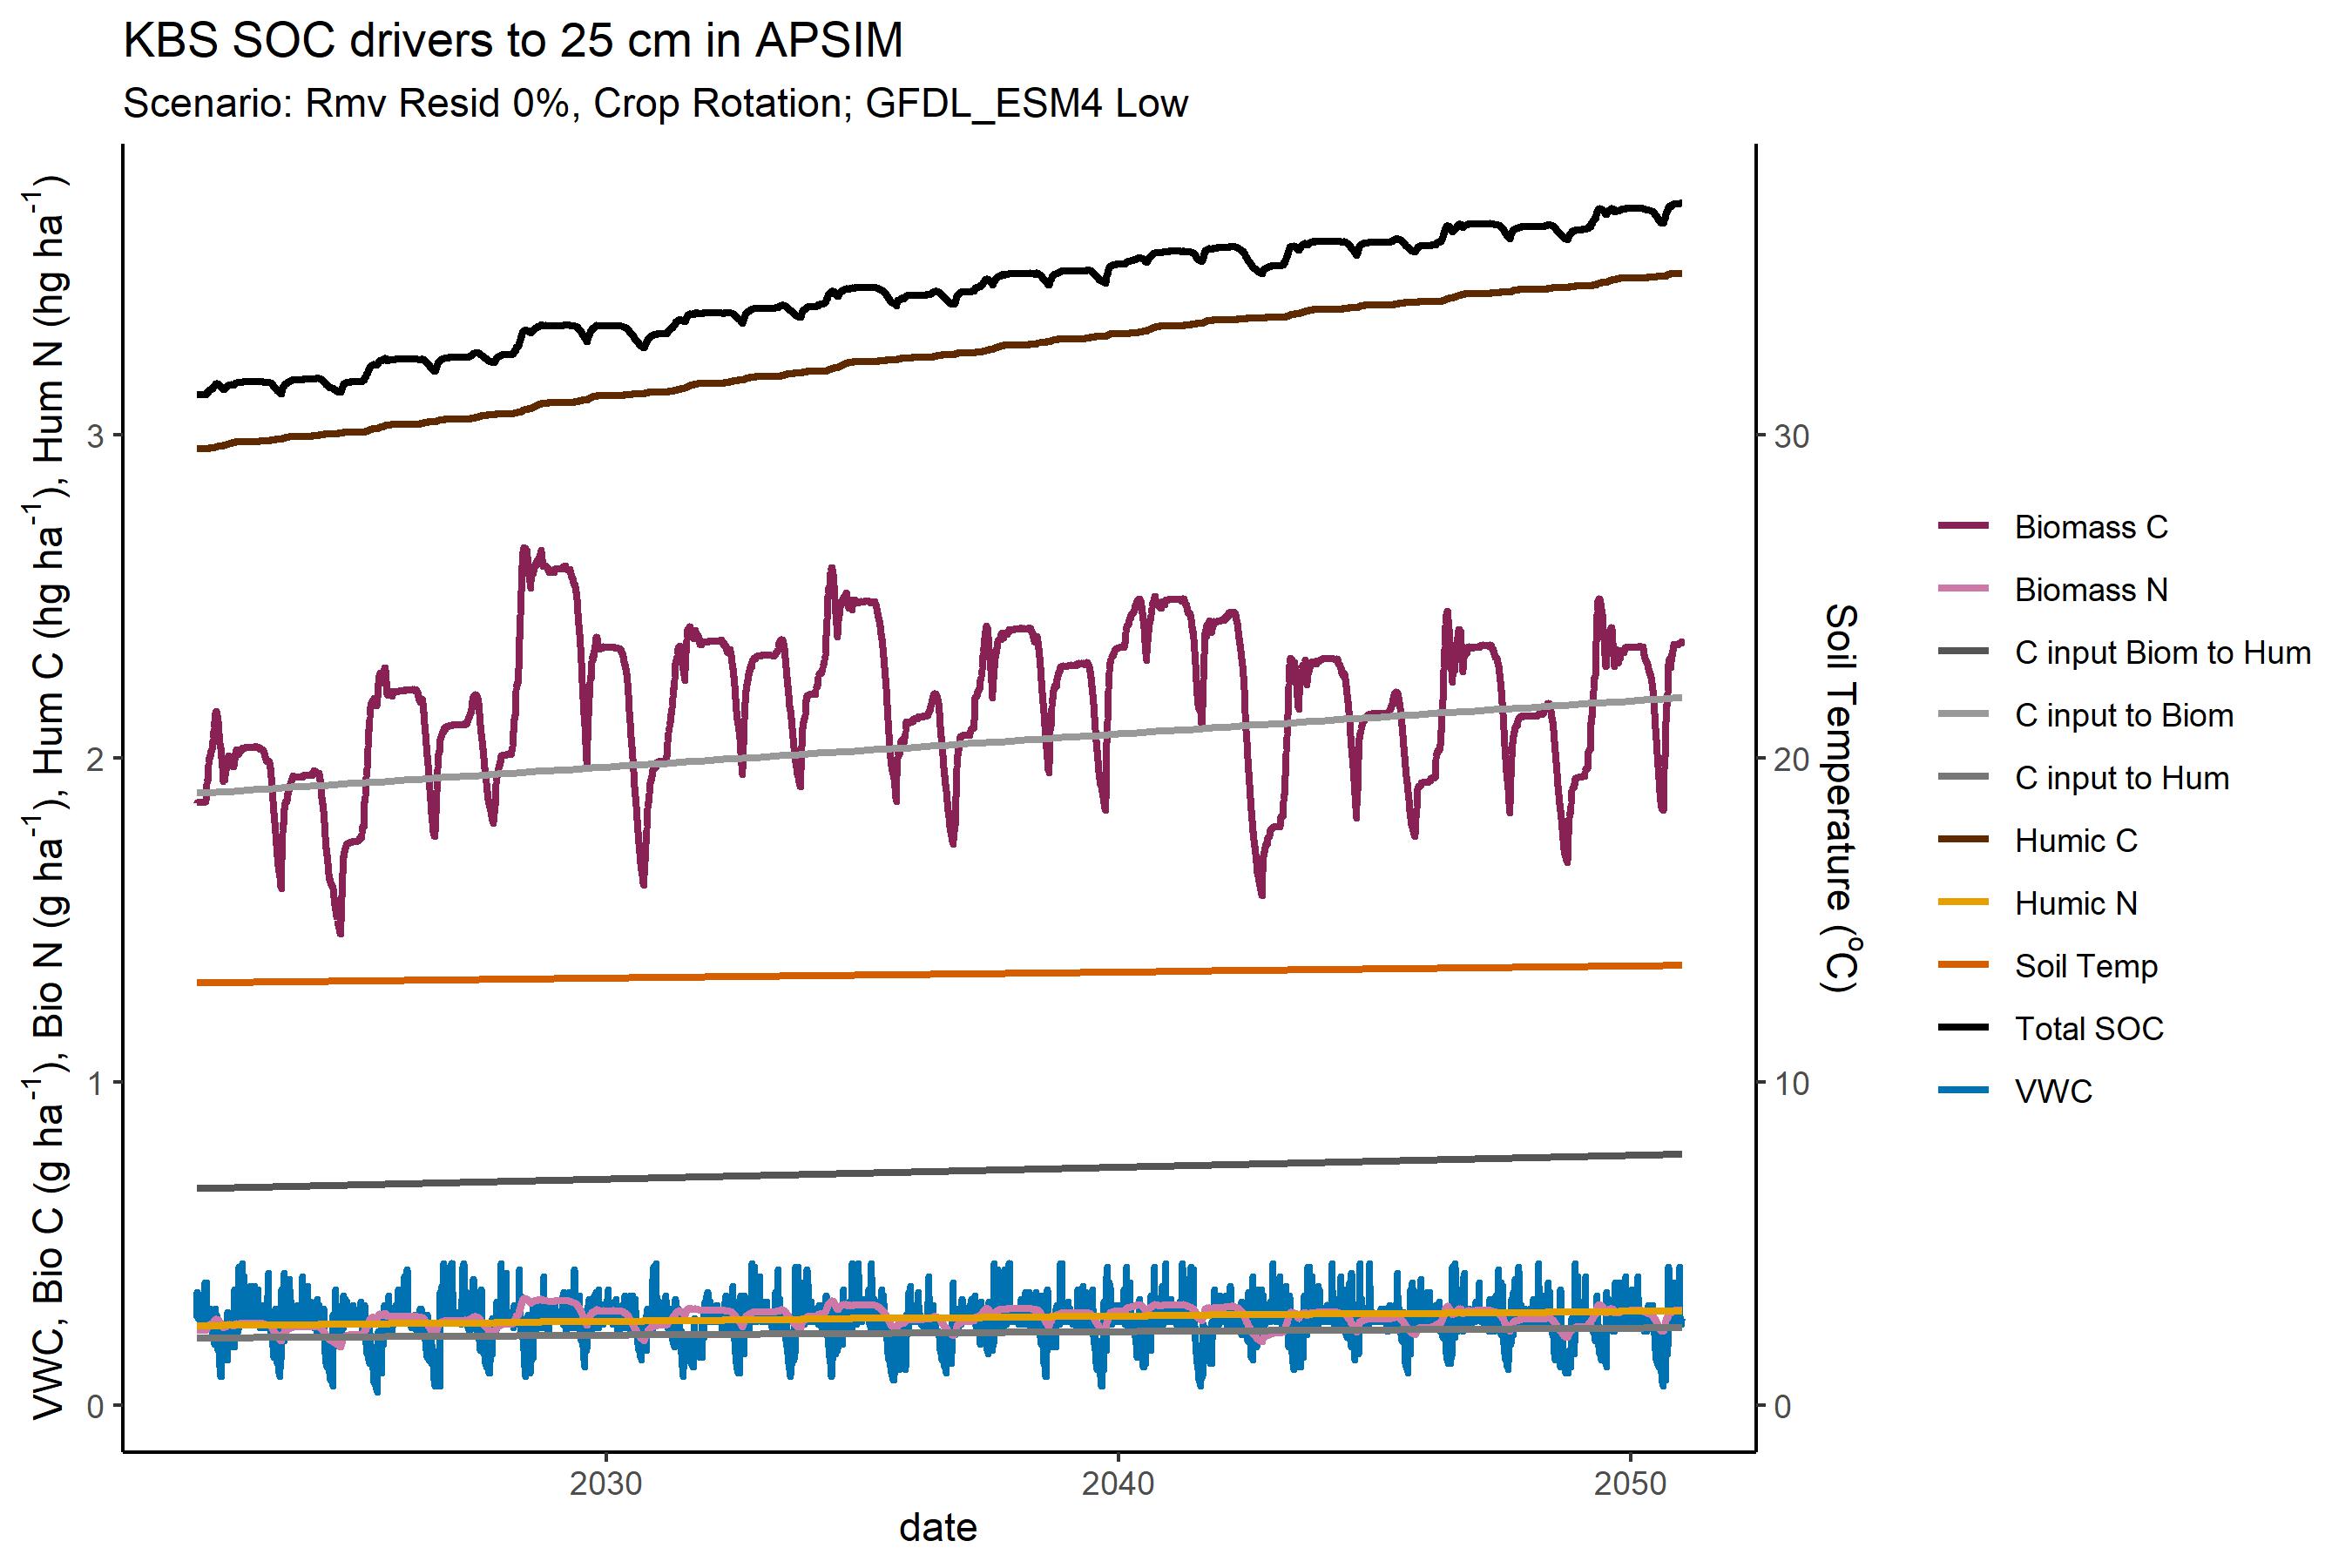 KBS SOC drivers to 25 cm in APSIM
Scenario: Rmv Resid 0%, Crop Rotation; GFDL_ESM4 Low
VWC, Bio C (g ha⁻¹), Bio N (g ha⁻¹), Hum C (hg ha⁻¹), Hum N (hg ha⁻¹)
3
2
1
0
30
20
10
0
Soil Temperature (ºC)
2030
2040
2050
date
Biomass C
Biomass N
C input Biom to Hum
C input to Biom
C input to Hum
Humic C
Humic N
Soil Temp
Total SOC
VWC